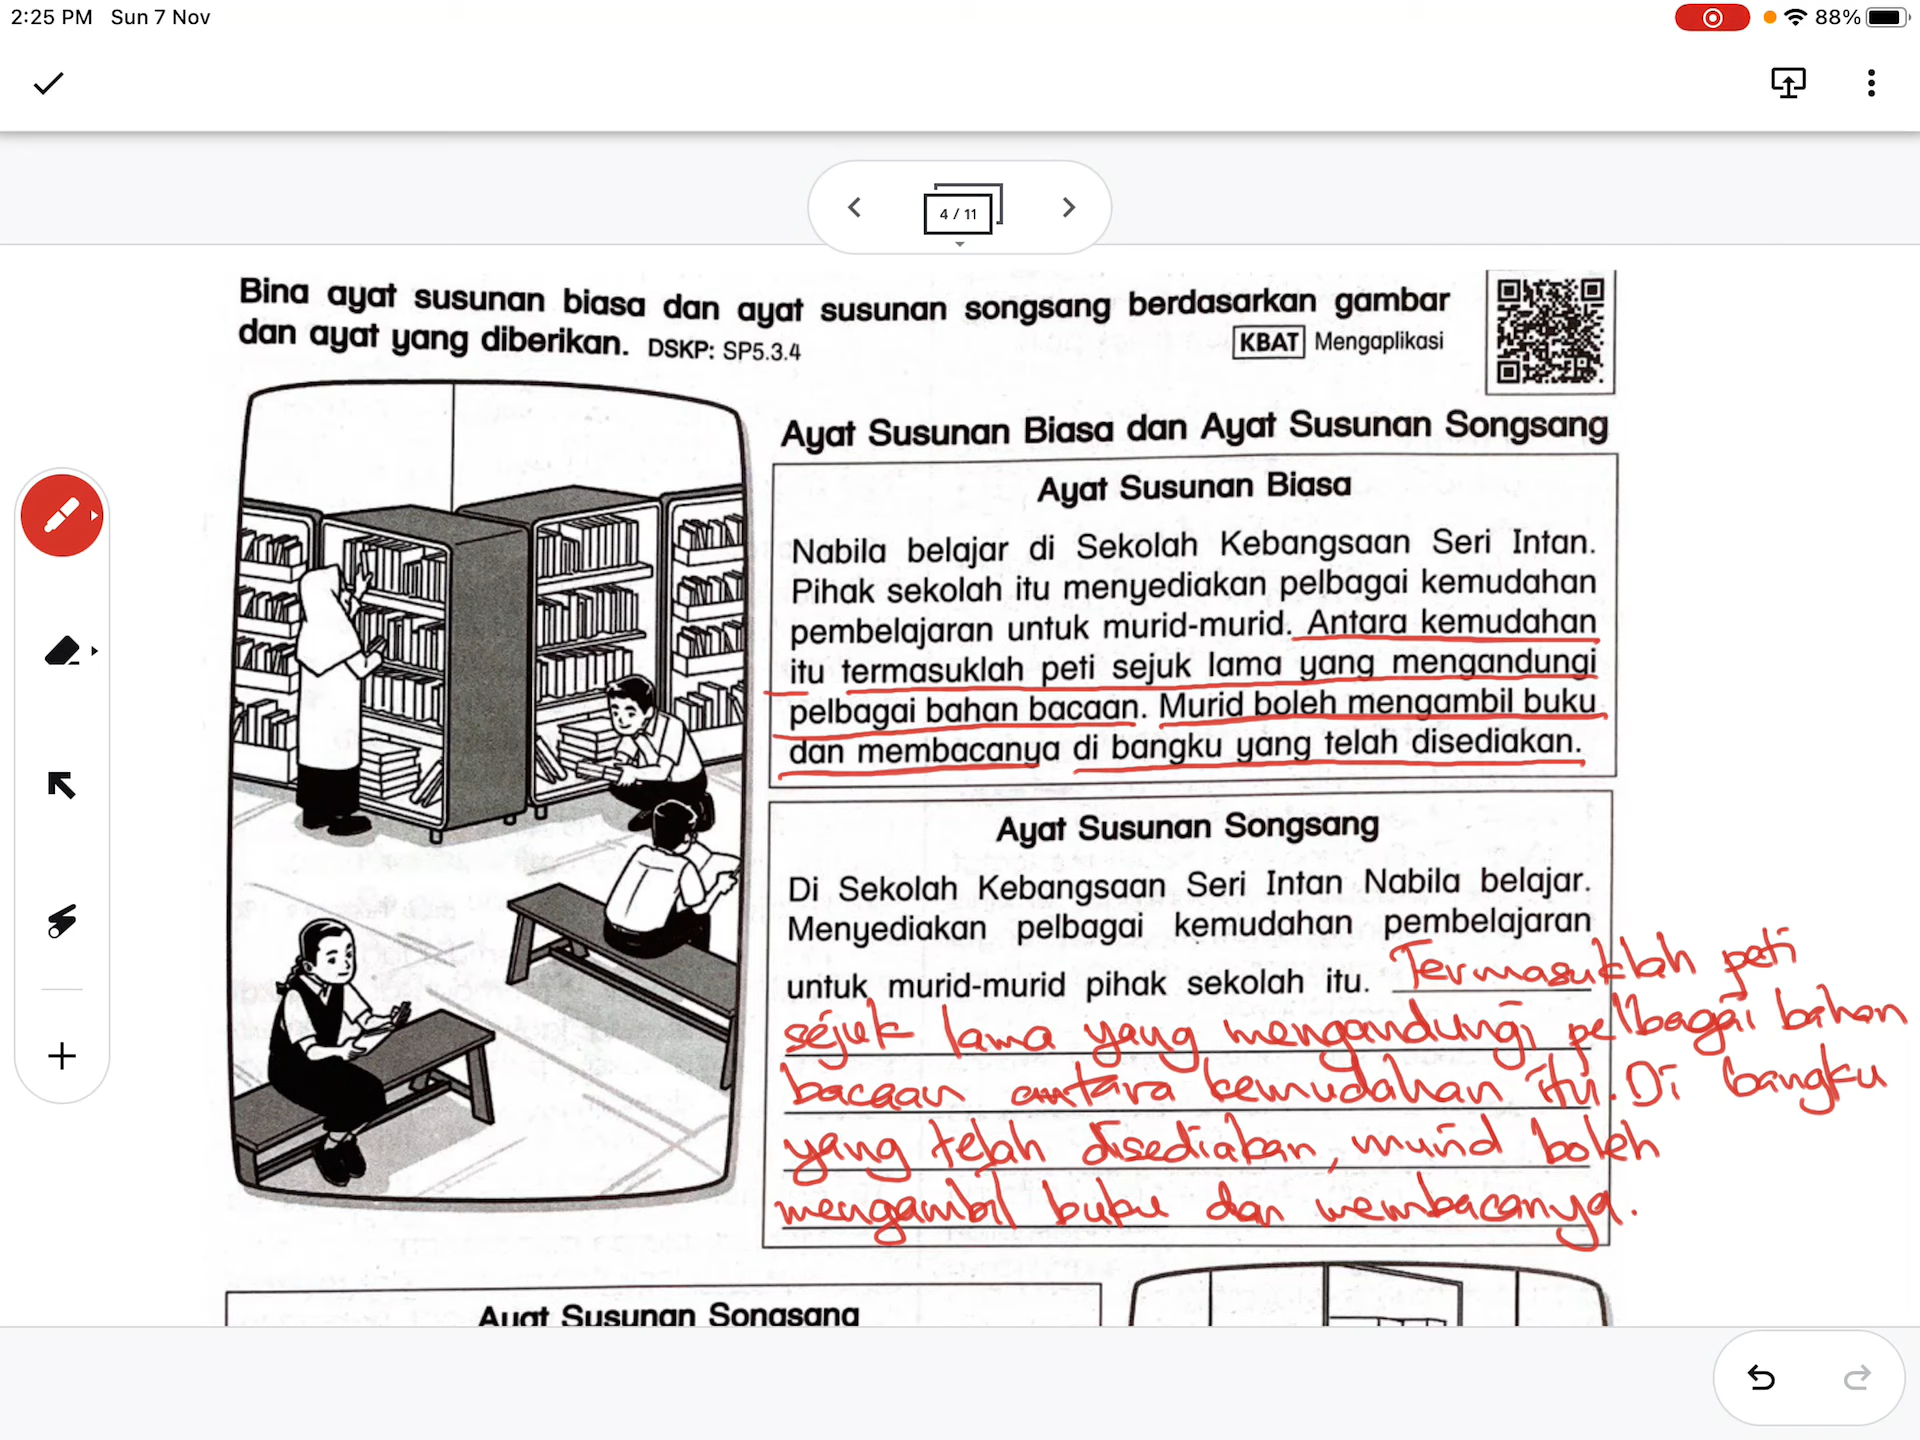 2:25 PM Sun 7 Nov
88%
4 / 11
Bina ayat susunan biasa dan ayat susunan songsang berdasarkan gambar
dan ayat yang diberikan. DSKP: SP5.3.4
KBAT Mengaplikasi
Ayat Susunan Biasa dan Ayat Susunan Songsang
Ayat Susunan Biasa
Nabila belajar di Sekolah Kebangsaan Seri Intan.
Pihak sekolah itu menyediakan pelbagai kemudahan
pembelajaran untuk murid-murid. Antara kemudahan
itu termasuklah peti sejuk lama yang mengandungi
pelbagai bahan bacaan. Murid boleh mengambil buku
dan membacanya di bangku yang telah disediakan.
Ayat Susunan Songsang
Di Sekolah Kebangsaan Seri Intan Nabila belajar.
Menyediakan pelbagai kemudahan pembelajaran
untuk murid-murid pihak sekolah itu. Termasuklah peti
sejuk lama yang mengandungi pelbagai bahan
bacaan antara kemudahan itu. Di bangku
yang telah disediakan, murid boleh
mengambil buku dan membacanya.
Ayat Susunan Songsang